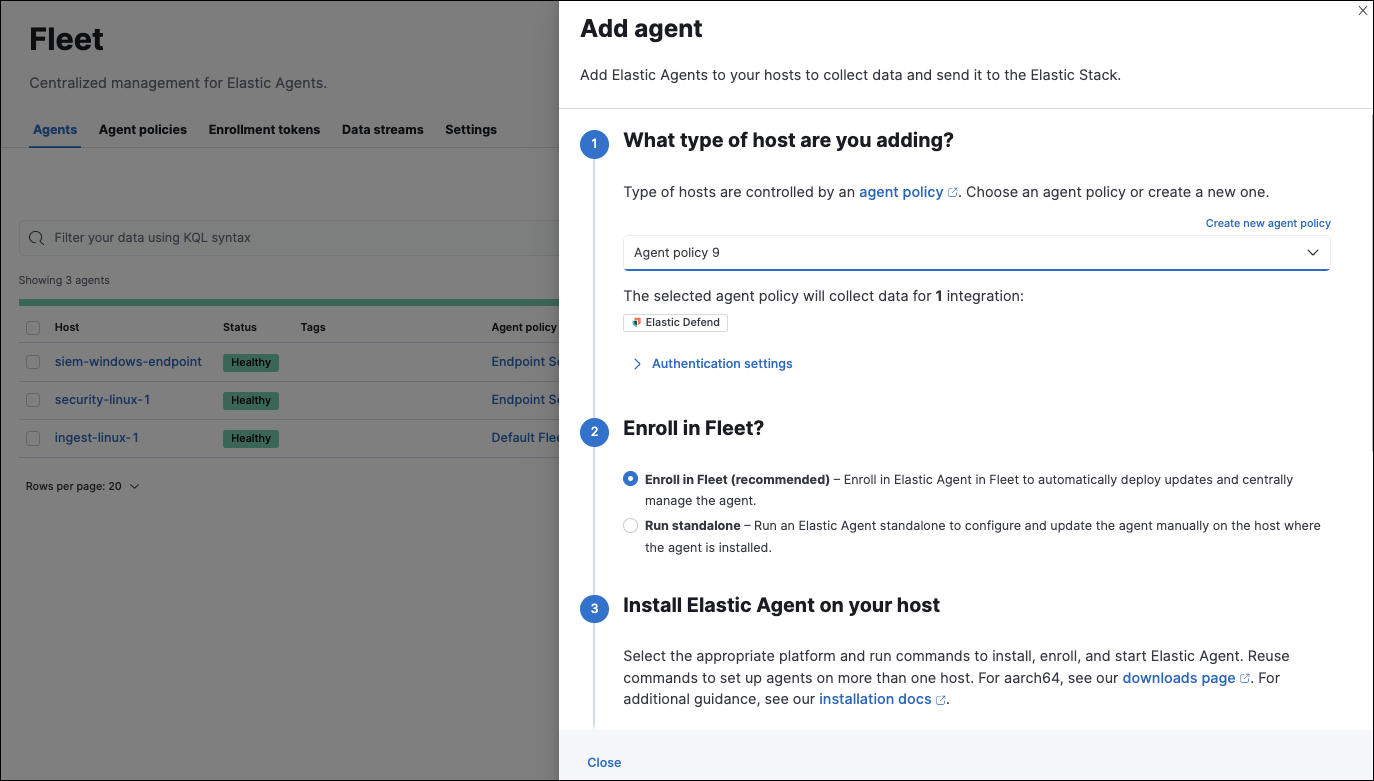 Fleet
Centralized management for Elastic Agents.
Agents Agent policies Enrollment tokens Data streams Settings
Filter your data using KQL syntax
Showing 3 agents
Host Status Tags Agent policy
siem-windows-endpoint Healthy Endpoint
security-linux-1 Healthy Endpoint
ingest-linux-1 Healthy Default
Rows per page: 20
Add agent
Add Elastic Agents to your hosts to collect data and send it to the Elastic Stack.
1 What type of host are you adding?
Type of hosts are controlled by an agent policy. Choose an agent policy or create a new one.
Create new agent policy
Agent policy 9
The selected agent policy will collect data for 1 integration:
Elastic Defend
Authentication settings
2 Enroll in Fleet?
Enroll in Fleet (recommended) – Enroll in Elastic Agent in Fleet to automatically deploy updates and centrally
manage the agent.
Run standalone – Run an Elastic Agent standalone to configure and update the agent manually on the host where
the agent is installed.
3 Install Elastic Agent on your host
Select the appropriate platform and run commands to install, enroll, and start Elastic Agent. Reuse
commands to set up agents on more than one host. For aarch64, see our downloads page. For
additional guidance, see our installation docs.
Close